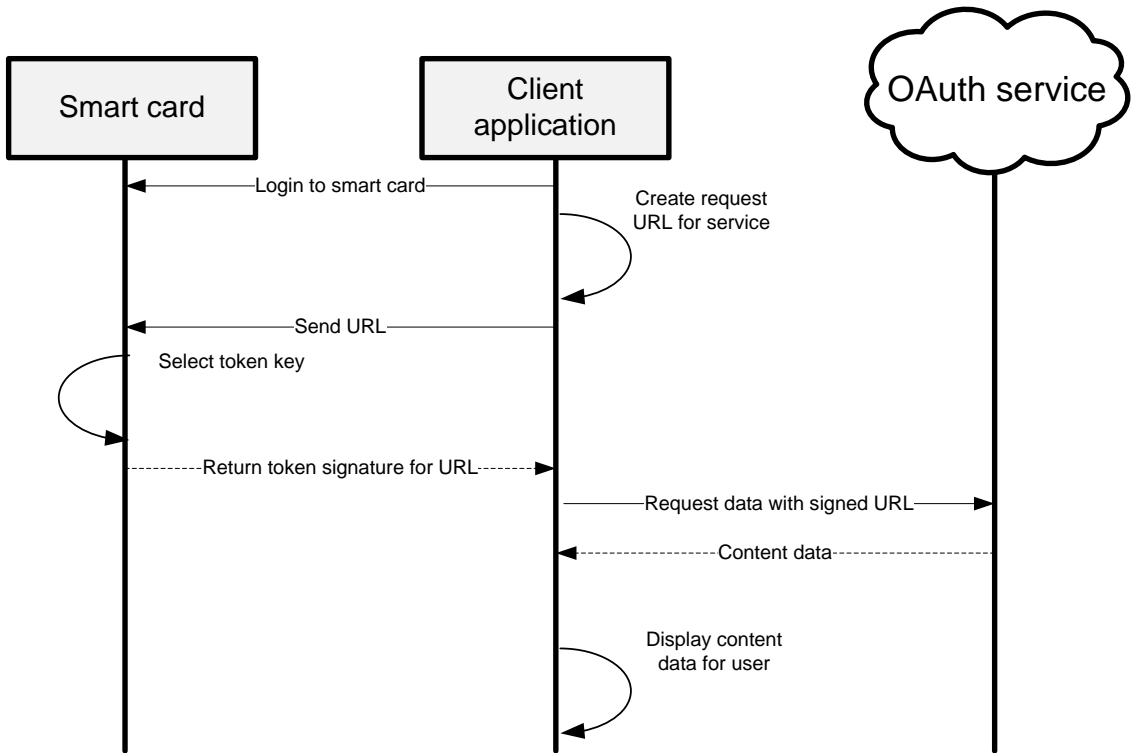 Smart card
Client
application
OAuth service
Login to smart card
Create request
URL for service
Send URL
Select token key
Return token signature for URL
Request data with signed URL
Content data
Display content
data for user